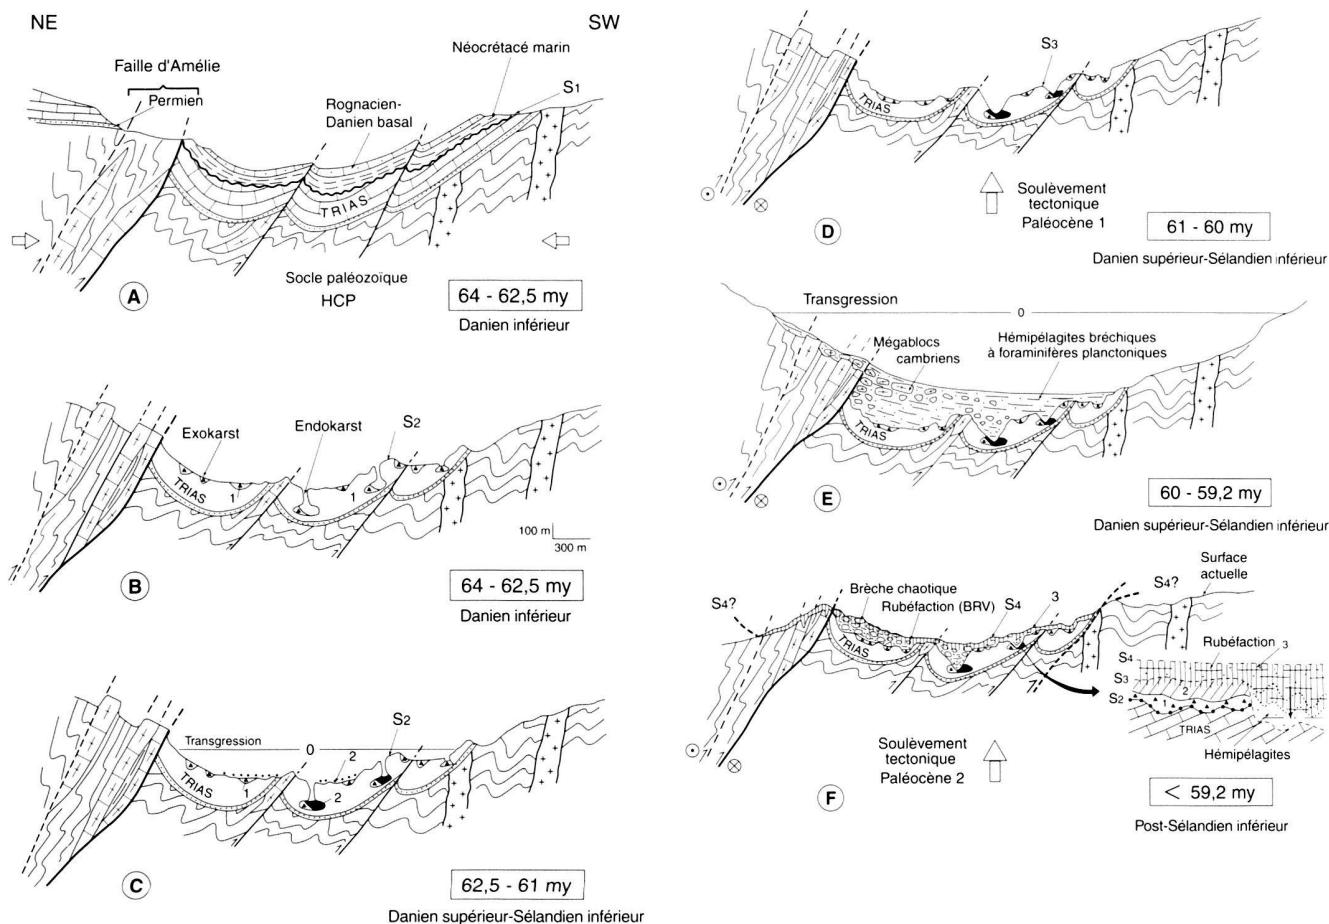 NE
SW
Néocrétacé marin
Faille d'Amélie
Permien
S1
Rognacien-
Danien basal
TRIAS
Socle paléozoïque
HCP
A
64 - 62,5 my
Danien inférieur
Exokarst
Endokarst
S2
TRIAS
1
1
100 m
300 m
B
64 - 62,5 my
Danien inférieur
S2
Transgression
0
2
TRIAS
1
2
C
62,5 - 61 my
Danien supérieur-Sélandien inférieur
S3
TRIAS
Soulèvement
tectonique
Paléocène 1
D
61 - 60 my
Danien supérieur-Sélandien inférieur
Transgression
0
Mégablocs
cambriens
Hémipélagites bréchiques
à foraminifères planctoniques
TRIAS
E
60 - 59,2 my
Danien supérieur-Sélandien inférieur
Surface
actuelle
S4?
S4?
Brèche chaotique
Rubéfaction (BRV)
S4
3
TRIAS
Rubéfaction
3
S4
S3
2
S2
1
TRIAS
Hémipélagites
Soulèvement
tectonique
Paléocène 2
F
< 59,2 my
Post-Sélandien inférieur